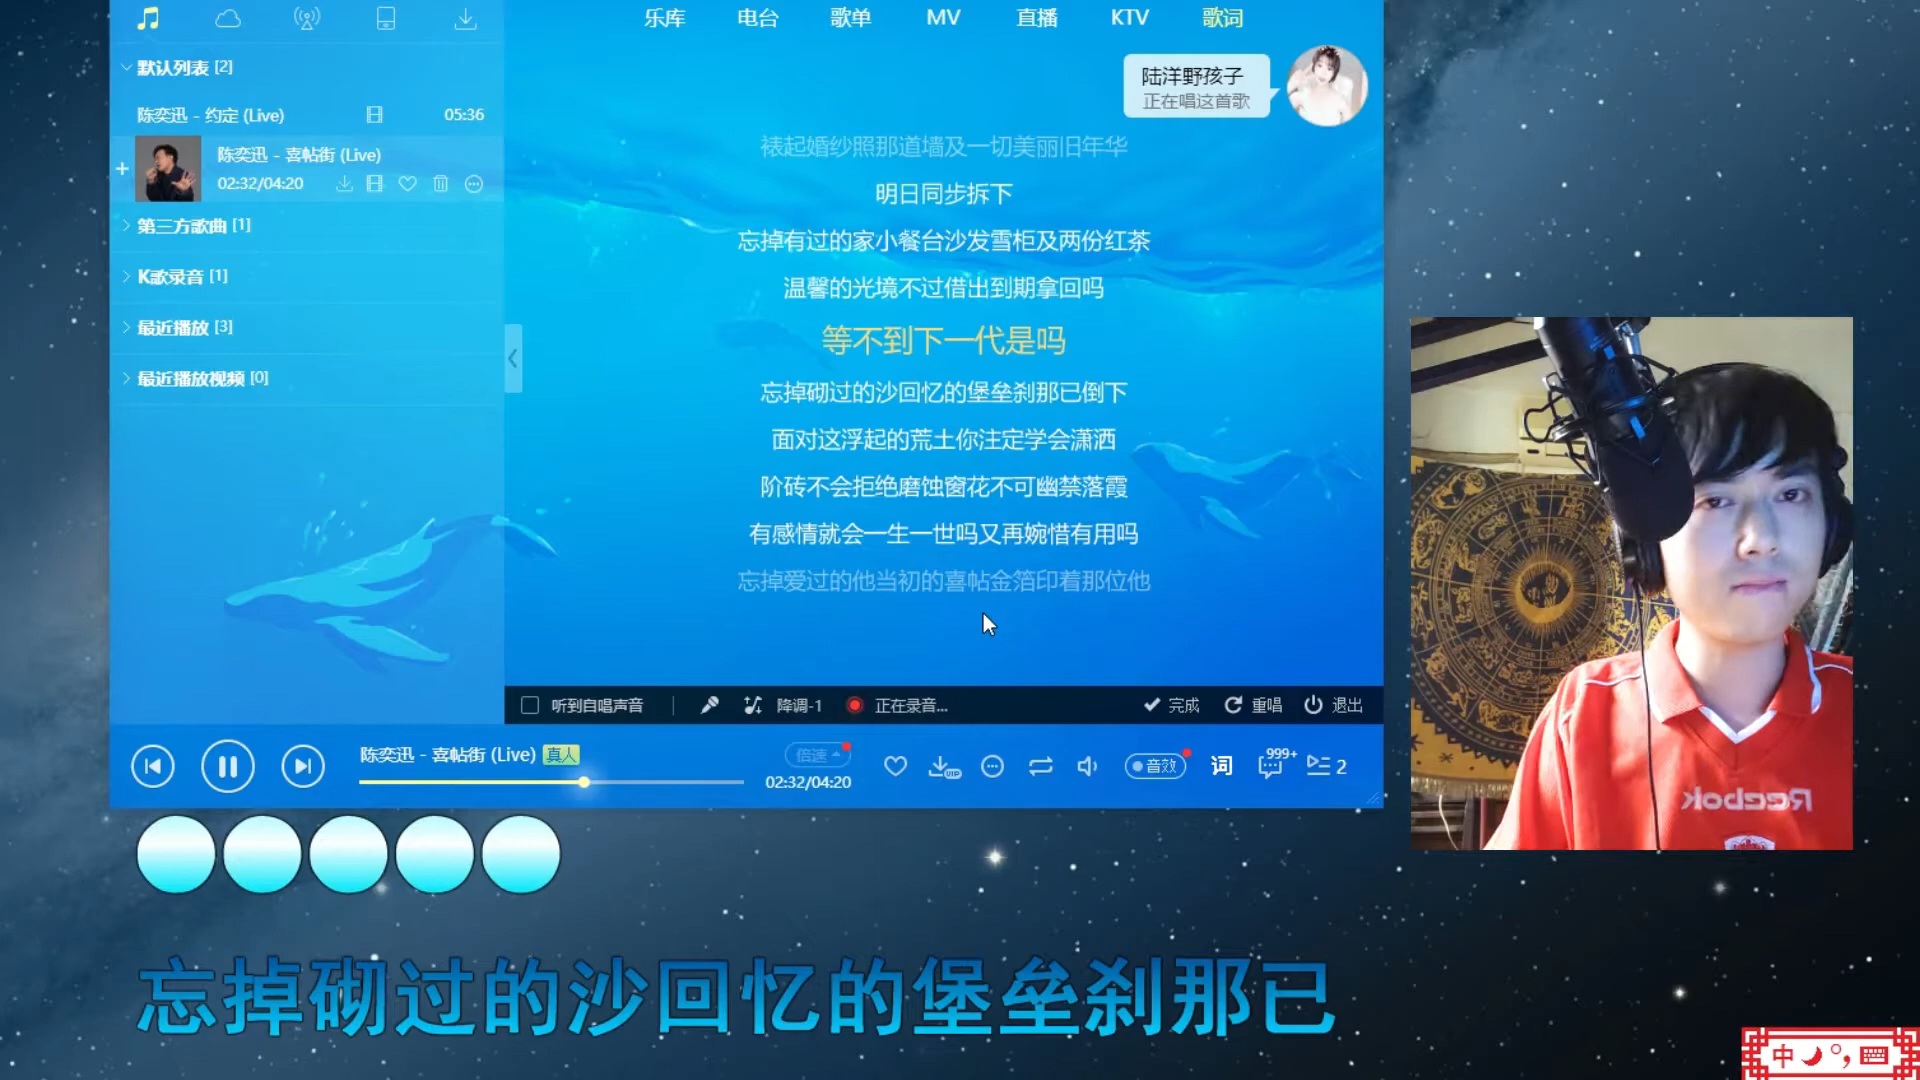 乐库 电台 歌单 MV 直播 KTV 歌词
默认列表 [2]
陈奕迅 - 约定 (Live) 05:36
陈奕迅 - 喜帖街 (Live)
02:32/04:20
第三方歌曲 [1]
K歌录音 [1]
最近播放 [3]
最近播放视频 [0]
陆洋野孩子
正在唱这首歌
裱起婚纱照那道墙及一切美丽旧年华
明日同步拆下
忘掉有过的家小餐台沙发雪柜及两份红茶
温馨的光境不过借出到期拿回吗
等不到下一代是吗
忘掉砌过的沙回忆的堡垒刹那已倒下
面对这浮起的荒土你注定学会潇洒
阶砖不会拒绝磨蚀窗花不可幽禁落霞
有感情就会一生一世吗又再婉惜有用吗
忘掉爱过的他当初的喜帖金箔印着那位他
听到自唱声音 降调-1 正在录音... 完成 重唱 退出
陈奕迅 - 喜帖街 (Live) 真人 倍速
02:32/04:20 VIP 音效 词 999+ 2
Reebok
忘掉砌过的沙回忆的堡垒刹那已
中